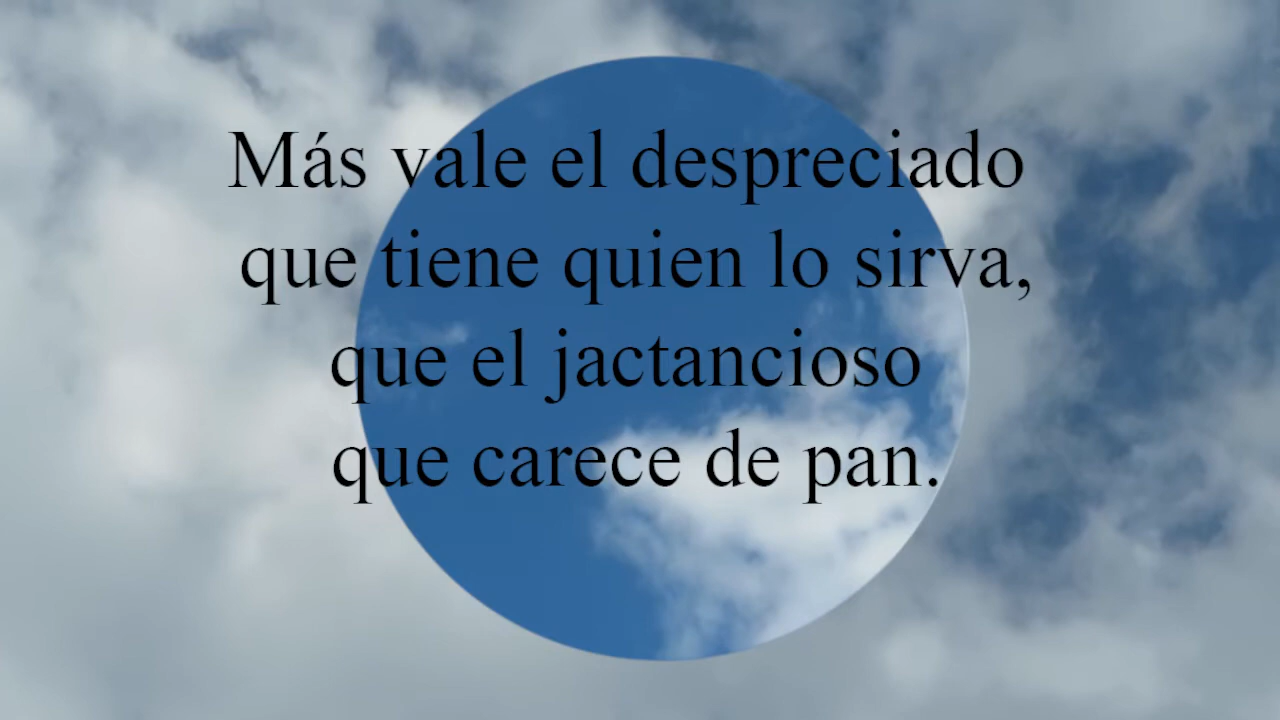 Más vale el despreciado
que tiene quien lo sirva,
que el jactancioso
que carece de pan.